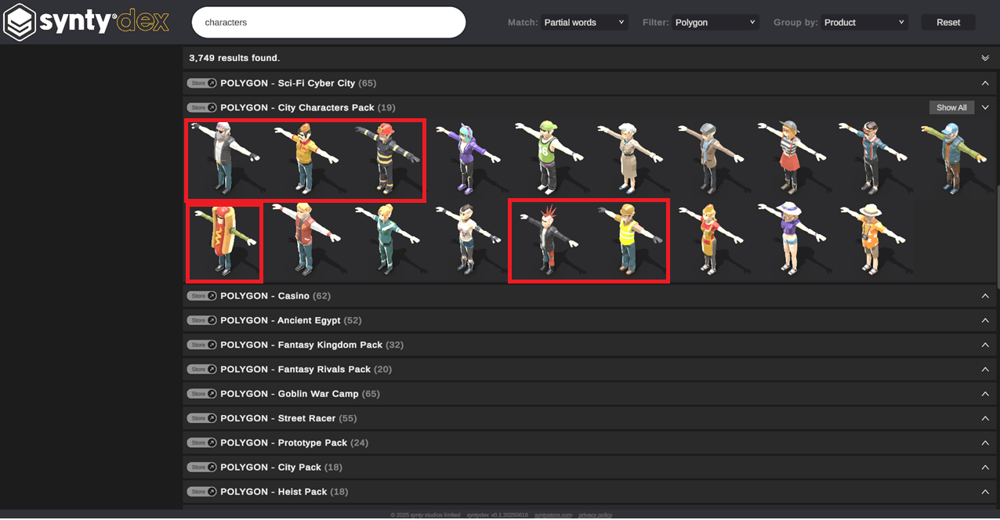 synty®dex
characters
Match: Partial words Filter: Polygon Group by: Product Reset
3,749 results found.
Store POLYGON - Sci-Fi Cyber City (65)
Store POLYGON - City Characters Pack (19) Show All
18
Store POLYGON - Casino (62)
Store POLYGON - Ancient Egypt (52)
Store POLYGON - Fantasy Kingdom Pack (32)
Store POLYGON - Fantasy Rivals Pack (20)
Store POLYGON - Goblin War Camp (65)
Store POLYGON - Street Racer (55)
Store POLYGON - Prototype Pack (24)
Store POLYGON - City Pack (18)
Store POLYGON - Heist Pack (18)
© 2025 synty studios limited syntydex v0.1.20250616 syntystore.com privacy policy